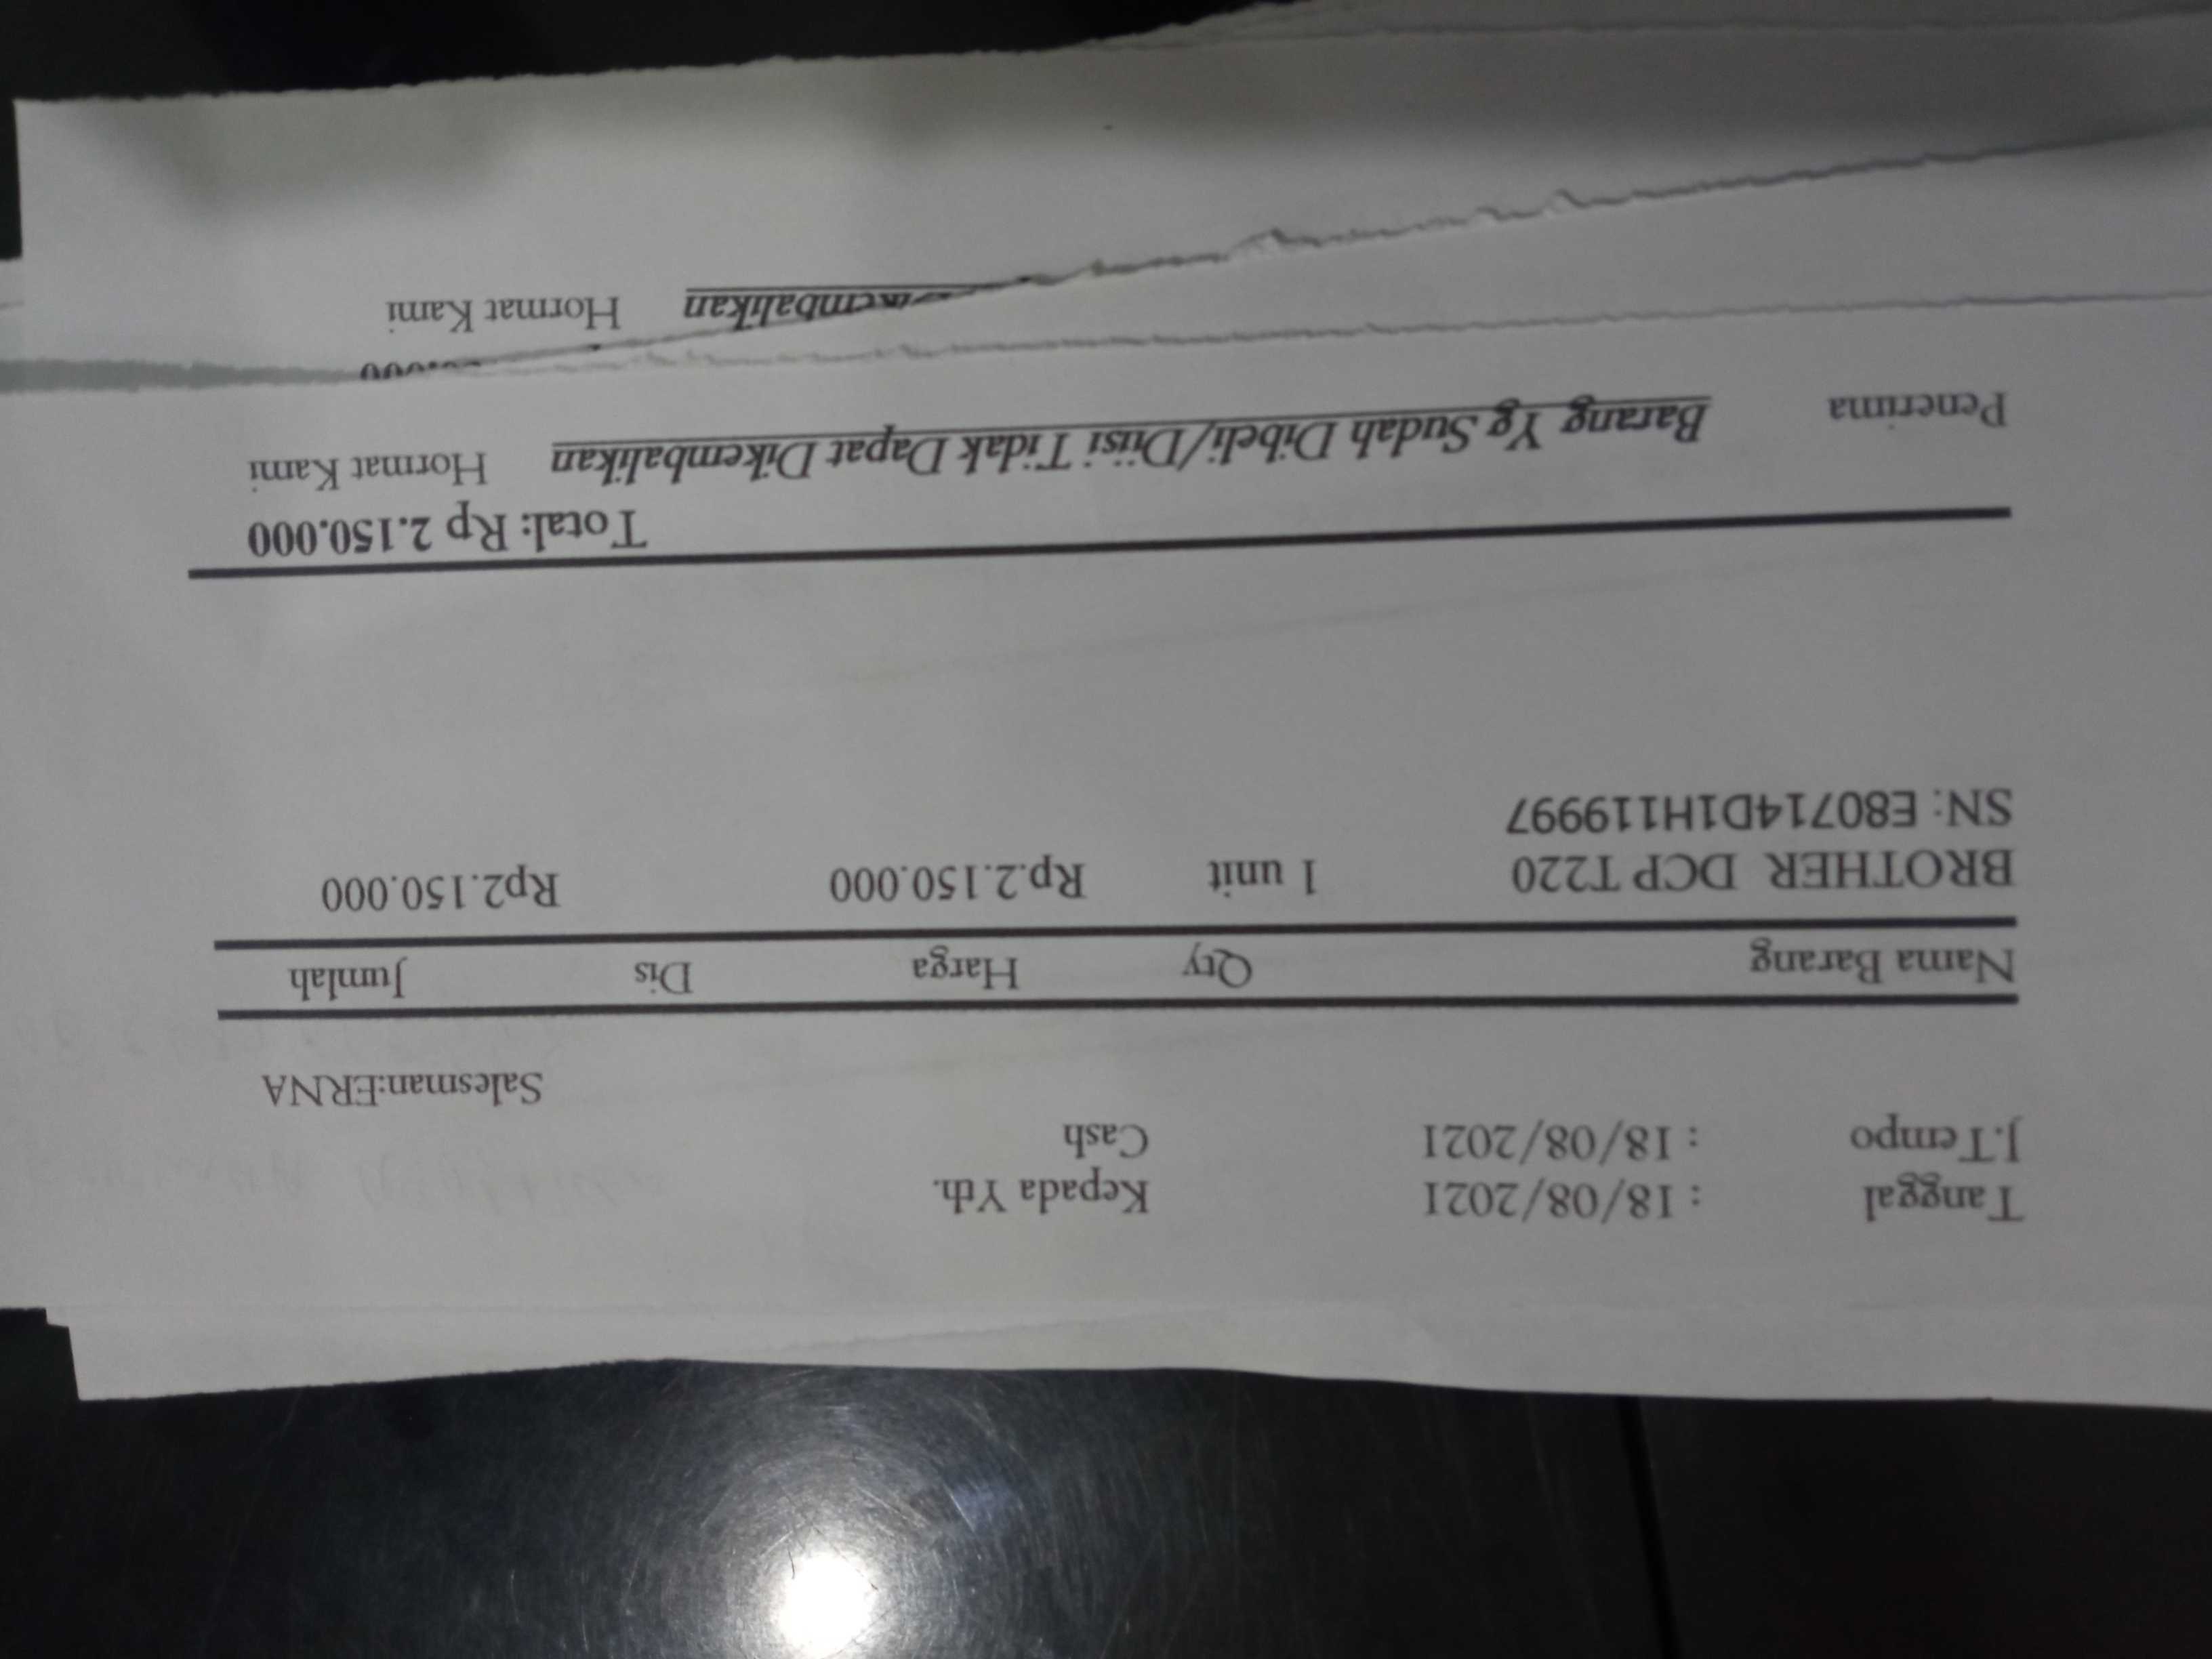 Tanggal : 18/08/2021 Kepada Yth.
J.Tempo : 18/08/2021 Cash
Salesman:ERNA
Nama Barang Qty Harga Dis Jumlah
BROTHER DCP T220 1 unit Rp.2.150.000 Rp2.150.000
SN: E80714D1H119997
Total: Rp 2.150.000
Penerima Barang Yg Sudah Dibeli/Diisi Tidak Dapat Dikembalikan Hormat Kami
Hormat Kami